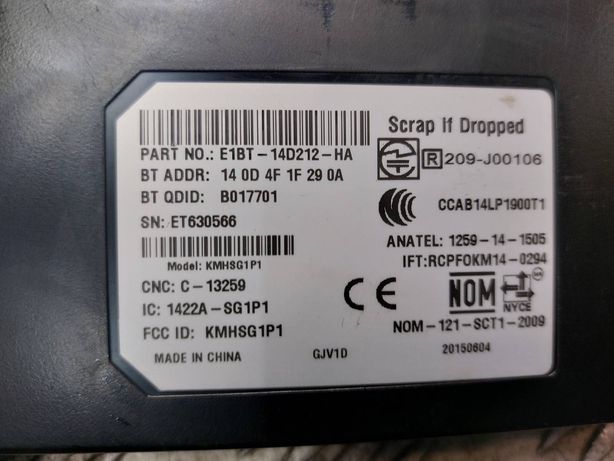 Scrap If Dropped
PART NO.: E1BT-14D212-HA
R 209-J00106
BT ADDR: 14 0D 4F 1F 29 0A
BT QDID: B017701
CCAB14LP1900T1
SN: ET630566
ANATEL: 1259-14-1505
Model: KMHSG1P1
IFT:RCPFOKM14-0294
CNC: C-13259
CE
NOM
NYCE
IC: 1422A-SG1P1
FCC ID: KMHSG1P1
NOM-121-SCT1-2009
MADE IN CHINA
GJV1D
20150604